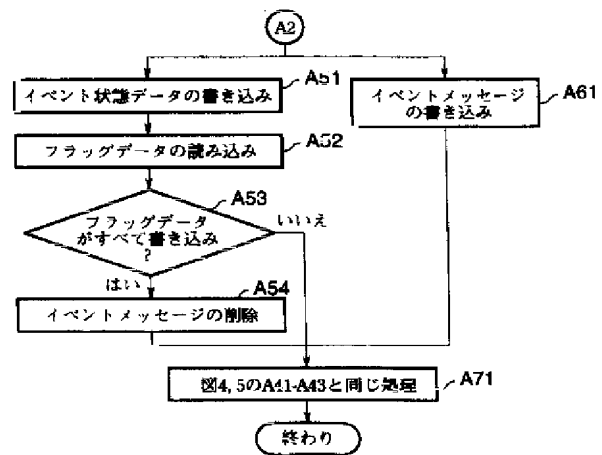 A2
A51
イベント状態データの書き込み
イベントメッセージ
の書き込み
A61
A52
フラッグデータの読み込み
A53
フラッグデータ
がすべて書き込み
?
いいえ
はい
A54
イベントメッセージの削除
図4, 5のA41-A43と同じ処理
A71
終わり